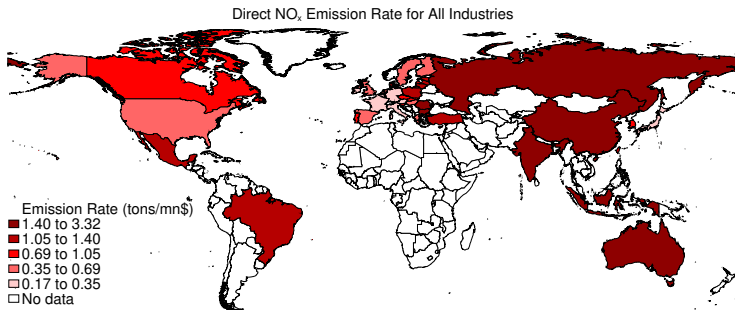 Direct NOₓ Emission Rate for All Industries
Emission Rate (tons/mn$)
1.40 to 3.32
1.05 to 1.40
0.69 to 1.05
0.35 to 0.69
0.17 to 0.35
No data